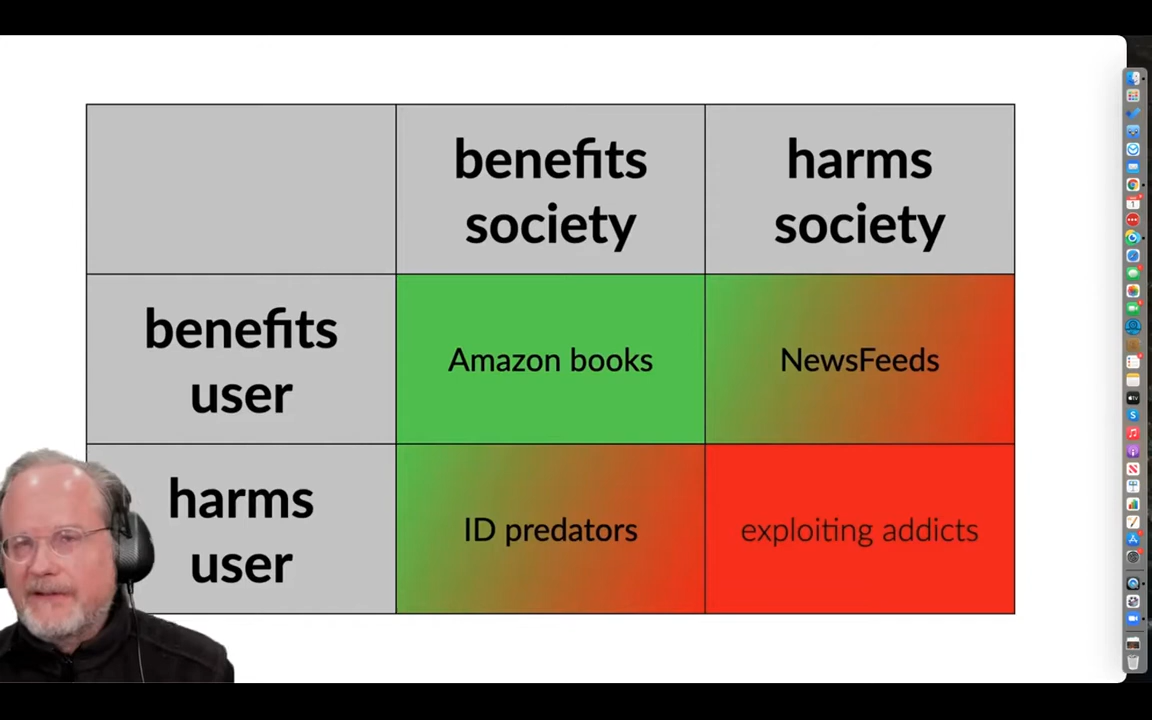 benefits
society
harms
society
benefits
user
Amazon books
NewsFeeds
harms
user
ID predators
exploiting addicts